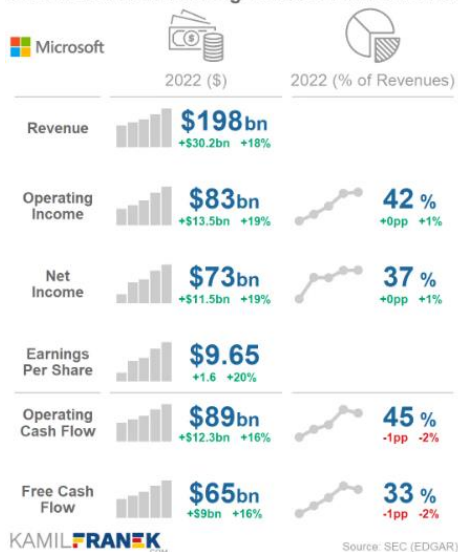 Microsoft
2022 ($)
2022 (% of Revenues)
Revenue
$198bn
+$30.2bn +18%
Operating
Income
$83bn
+$13.5bn +19%
42 %
+0pp +1%
Net
Income
$73bn
+$11.5bn +19%
37 %
+0pp +1%
Earnings
Per Share
$9.65
+1.6 +20%
Operating
Cash Flow
$89bn
+$12.3bn +16%
45 %
-1pp -2%
Free Cash
Flow
$65bn
+$9bn +16%
33 %
-1pp -2%
KAMILFRANEK
.COM
Source: SEC (EDGAR)